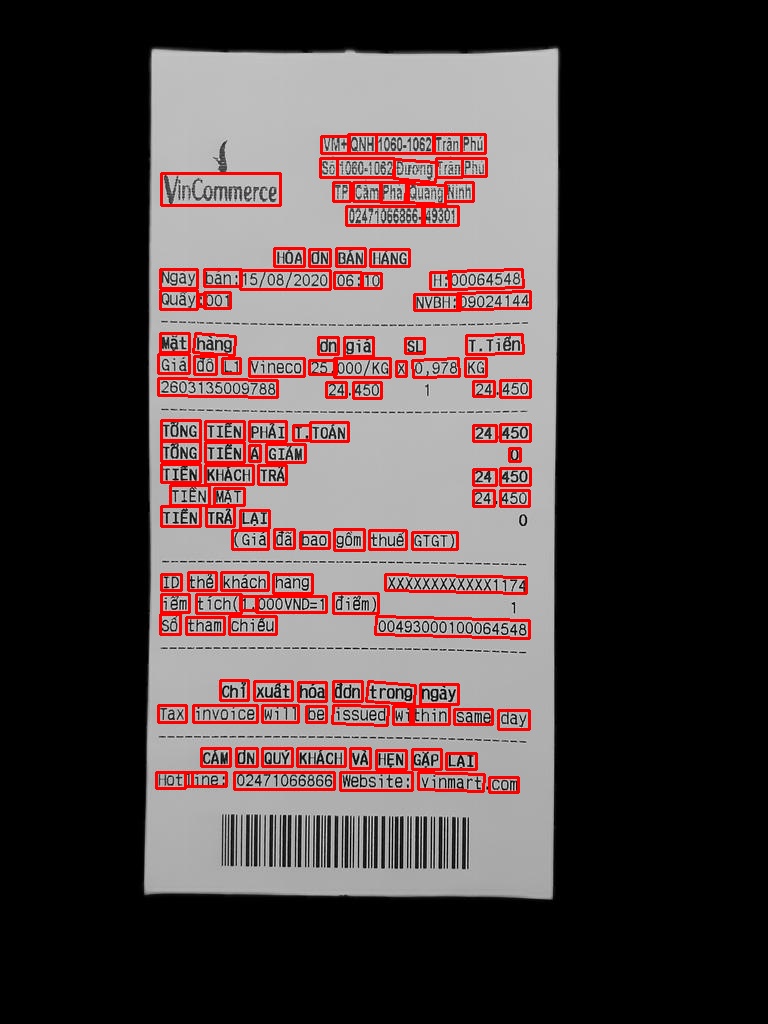 VinCommerce
VM+ QNH 1060-1062 Trần Phú
Số 1060-1062 Đường Trần Phú
TP Cẩm Phả Quảng Ninh
02471066866-49301
HÓA ĐƠN BÁN HÀNG
Ngày bán:15/08/2020 06:10 H:00064548
Quầy:001 NVBH:09024144
Mặt hàng Đơn giá SL T.Tiền
Giá đỗ L1 Vineco 25.000/KG x 0,978 KG
2603135009788 24.450 1 24.450
TỔNG TIỀN PHẢI T.TOÁN 24.450
TỔNG TIỀN ĐÃ GIẢM 0
TIỀN KHÁCH TRẢ 24.450
TIỀN MẶT 24.450
TIỀN TRẢ LẠI 0
(Giá đã bao gồm thuế GTGT)
ID thẻ khách hàng XXXXXXXXXXXX1174
Điểm tích(1.000VND=1 điểm) 1
Số tham chiếu 00493000100064548
Chỉ xuất hóa đơn trong ngày
Tax invoice will be issued within same day
CẢM ƠN QUÝ KHÁCH VÀ HẸN GẶP LẠI
Hotline: 02471066866 Website: vinmart.com